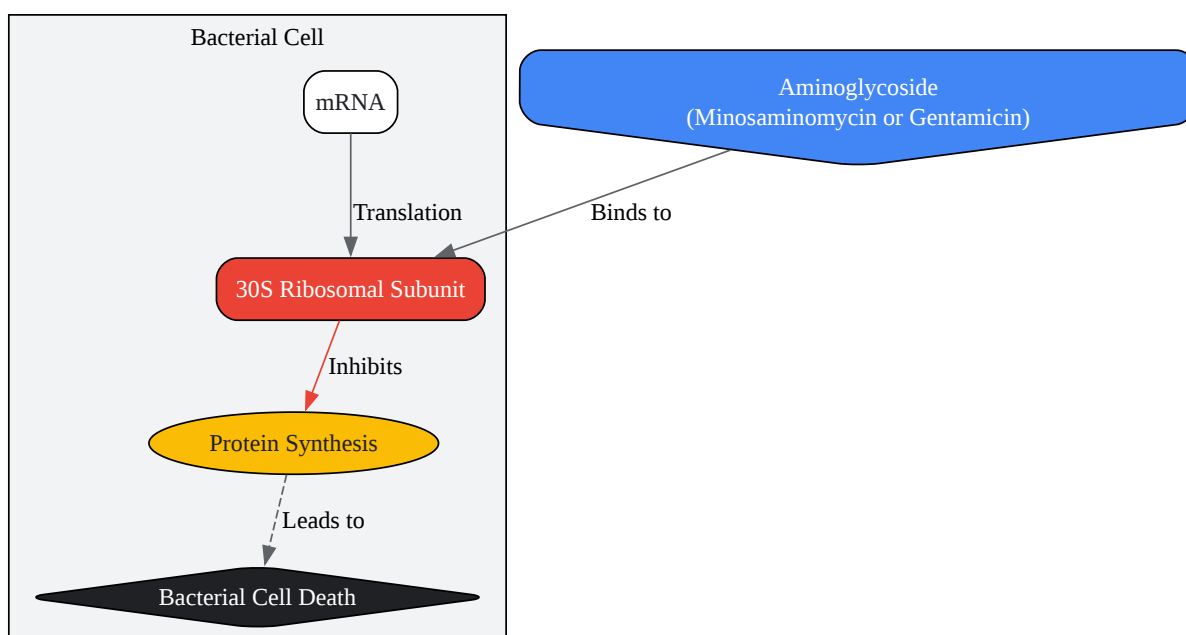 Bacterial Cell
mRNA
Aminoglycoside
(Minosaminomycin or Gentamicin)
Translation
Binds to
30S Ribosomal Subunit
Inhibits
Protein Synthesis
Leads to
Bacterial Cell Death